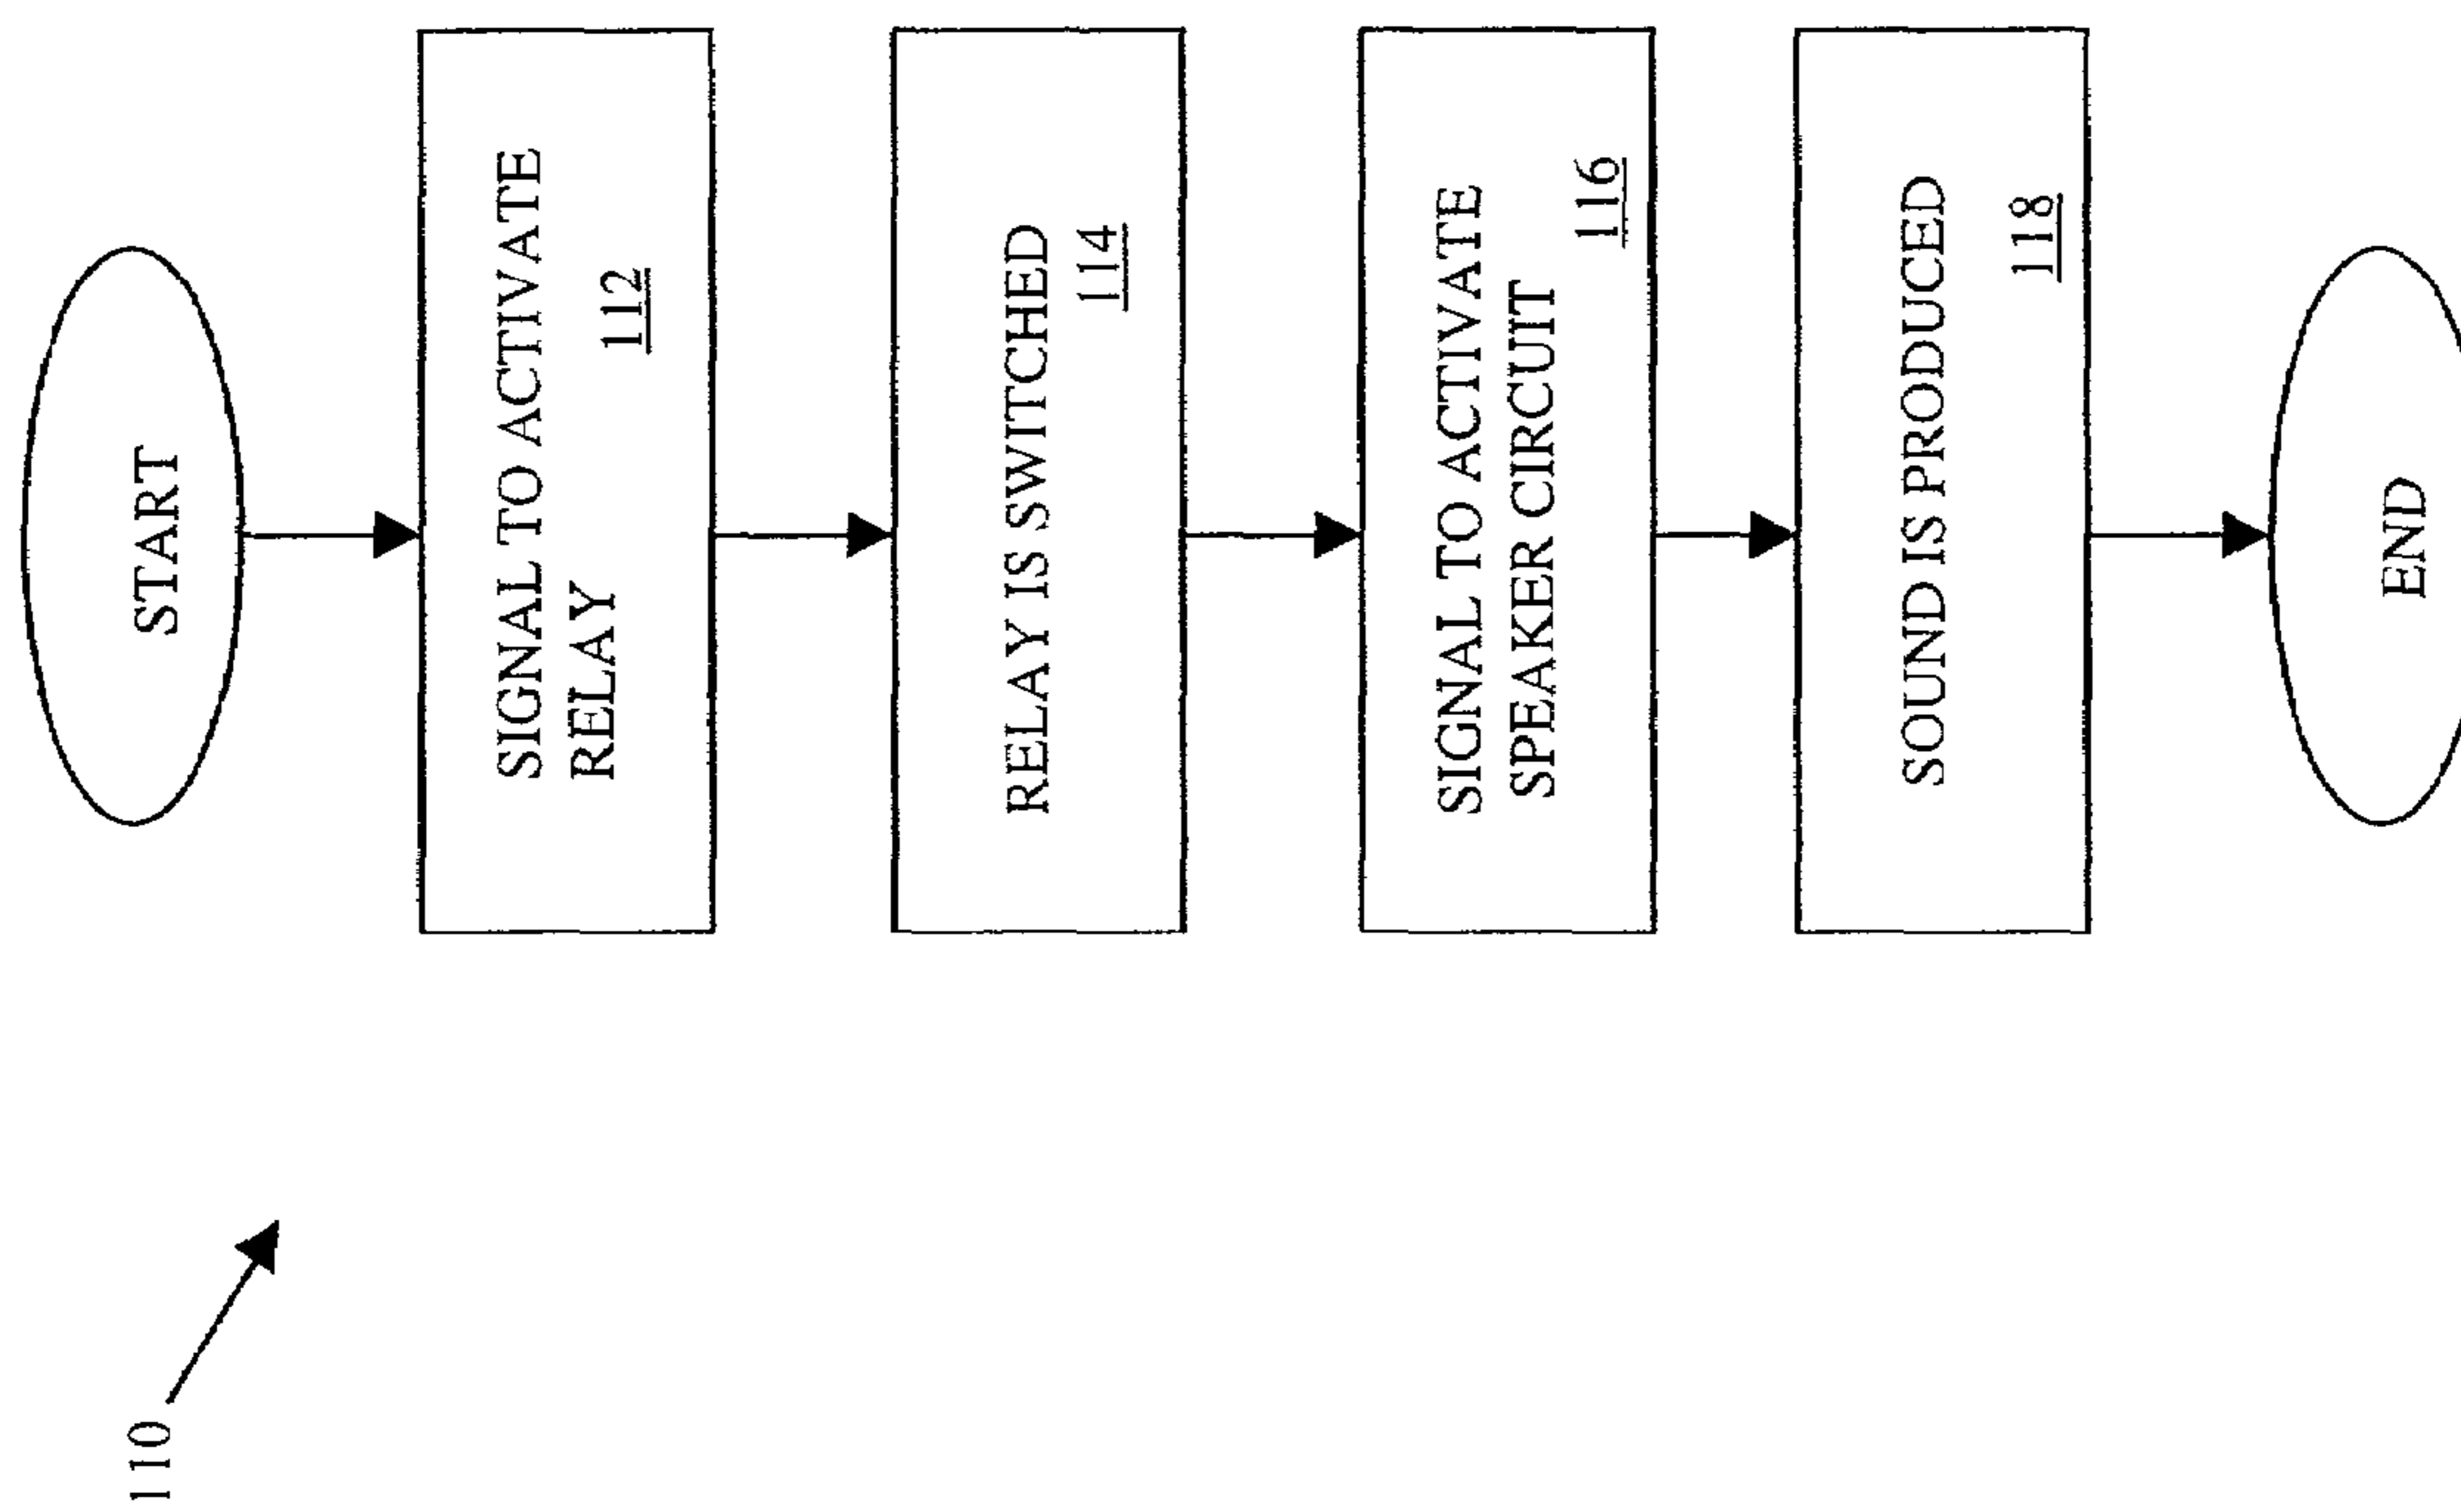 110
START
SIGNAL TO ACTIVATE
RELAY
112
RELAY IS SWITCHED
114
SIGNAL TO ACTIVATE
SPEAKER CIRCUIT
116
SOUND IS PRODUCED
118
END